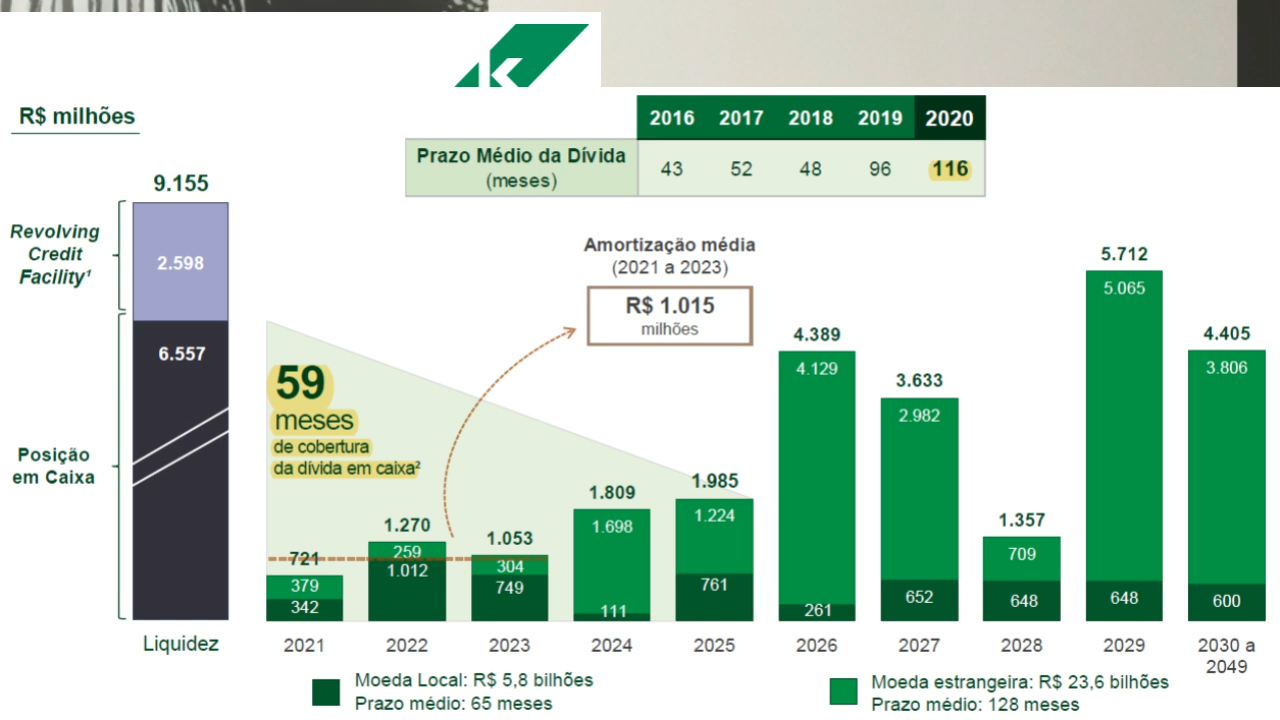 K
R$ milhões
2016 2017 2018 2019 2020
Prazo Médio da Dívida
(meses)
43 52 48 96 116
9.155
Revolving
Credit
Facility¹
2.598
6.557
Posição
em Caixa
Liquidez
59
meses
de cobertura
da dívida em caixa²
Amortização média
(2021 a 2023)
R$ 1.015
milhões
721
379
342
2021
1.270
259
1.012
2022
1.053
304
749
2023
1.809
1.698
111
2024
1.985
1.224
761
2025
4.389
4.129
261
2026
3.633
2.982
652
2027
1.357
709
648
2028
5.712
5.065
648
2029
4.405
3.806
600
2030 a
2049
Moeda Local: R$ 5,8 bilhões
Prazo médio: 65 meses
Moeda estrangeira: R$ 23,6 bilhões
Prazo médio: 128 meses